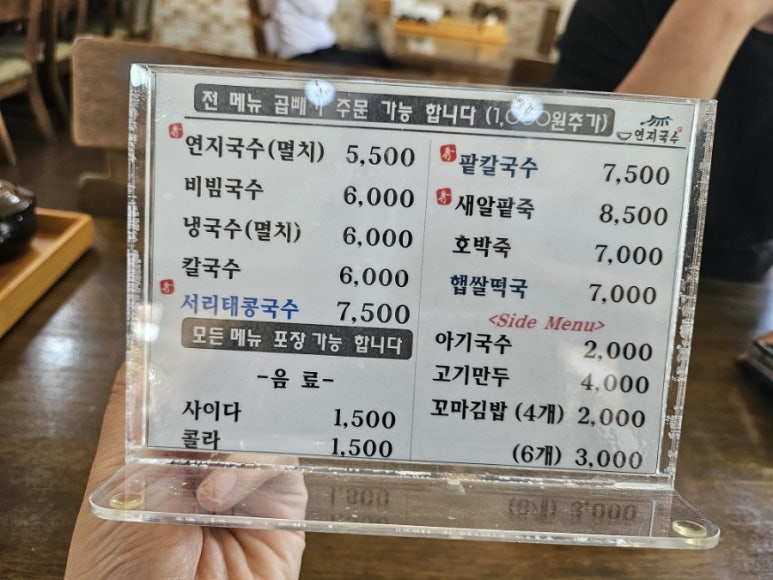 전 메뉴 곱빼기 주문 가능 합니다 (1,000원추가)
연지국수
연지국수(멸치) 5,500
비빔국수 6,000
냉국수(멸치) 6,000
칼국수 6,000
서리태콩국수 7,500
모든메뉴 포장가능 합니다
-음 료-
사이다 1,500
콜라 1,500
팥칼국수 7,500
새알팥죽 8,500
호박죽 7,000
햅쌀떡국 7,000
<Side Menu>
아기국수 2,000
고기만두 4,000
꼬마김밥 (4개) 2,000
(6개) 3,000